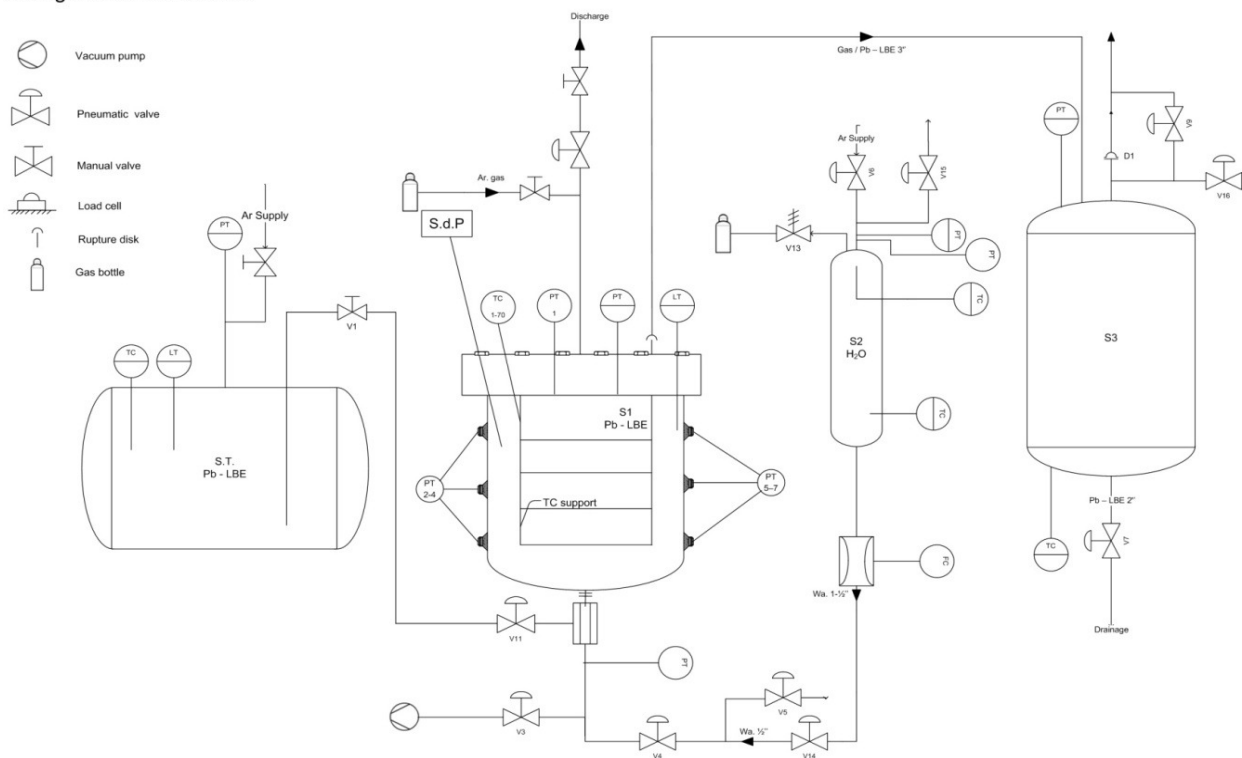 Discharge
Vacuum pump
Pneumatic valve
Manual valve
Load cell
Rupture disk
Gas bottle
Gas / Pb – LBE 3"
PT
Ar Supply
V9
D1
V16
V6
V15
Ar Supply
PT
Ar. gas
S.d.P
V13
PT
PT
TC
V1
TC
1-70
PT
1
PT
LT
S2
H₂O
S3
TC
LT
S1
Pb - LBE
TC
S.T.
Pb - LBE
PT
2-4
PT
5–7
TC support
Pb – LBE 2"
TC
V7
FC
Wa. 1-½"
V11
Drainage
PT
V5
V3
V4
Wa. ½"
V14